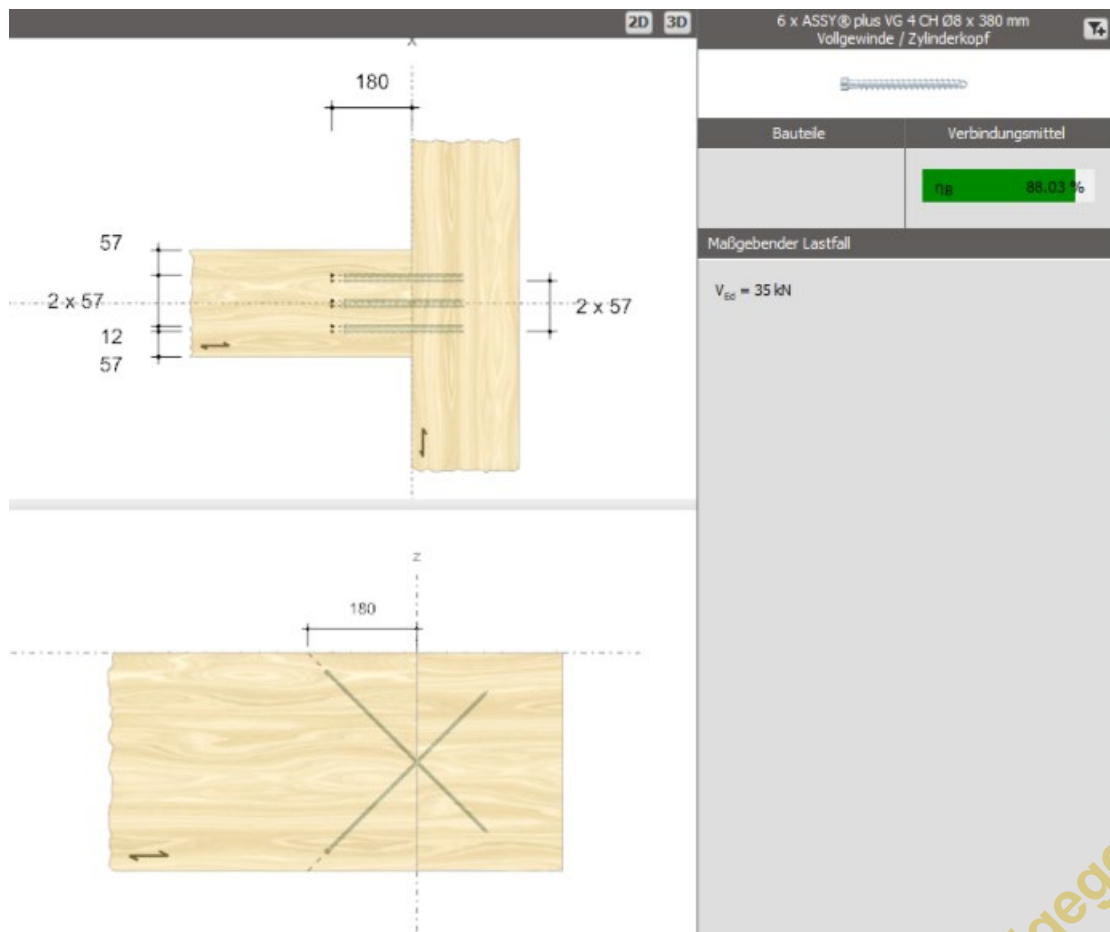 2D 3D
6 x ASSY® plus VG 4 CH Ø8 x 380 mm
Vollgewinde / Zylinderkopf
Bauteile Verbindungsmittel
ηB 88.03 %
Maßgebender Lastfall
VEd = 35 kN
180
57
2 x 57
12
57
2 x 57
z
180